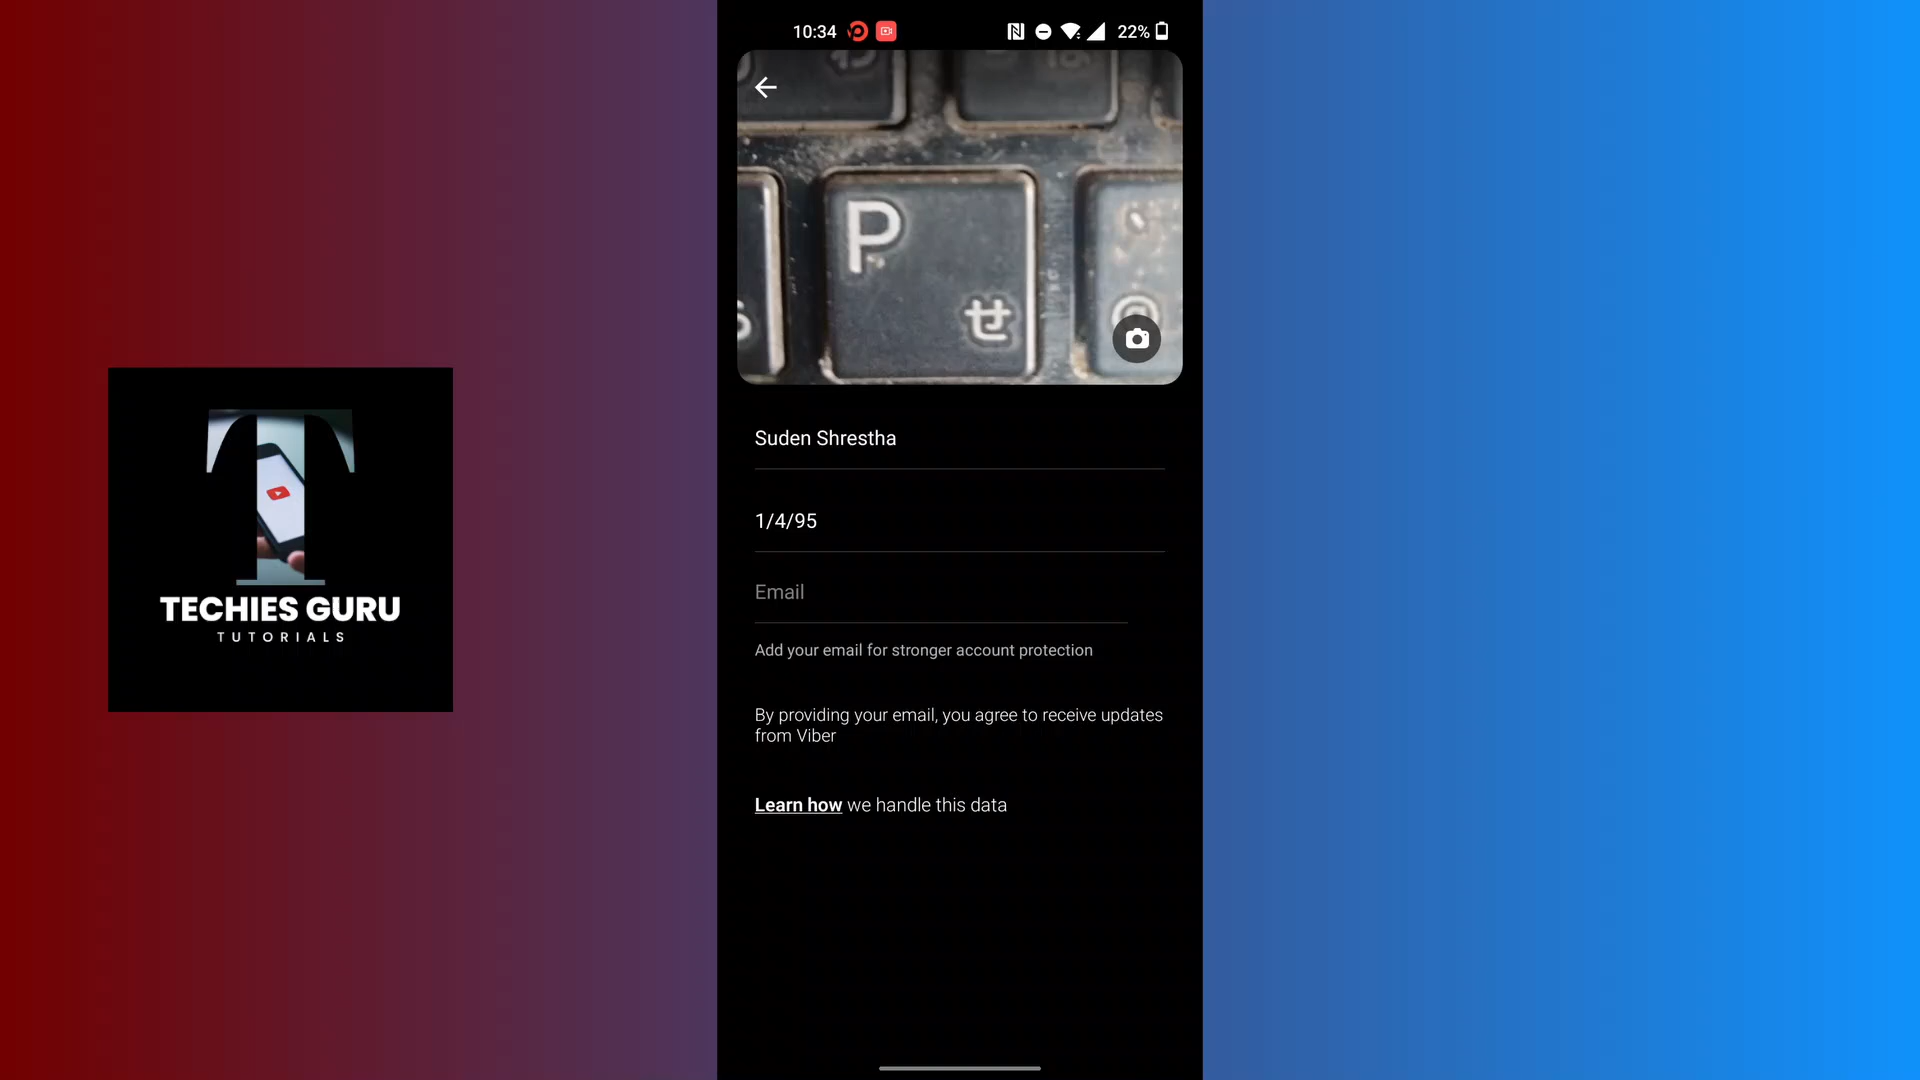 10:34
22%
P
せ
Suden Shrestha
1/4/95
Email
Add your email for stronger account protection
By providing your email, you agree to receive updates
from Viber
Learn how we handle this data
T
TECHIES GURU
TUTORIALS